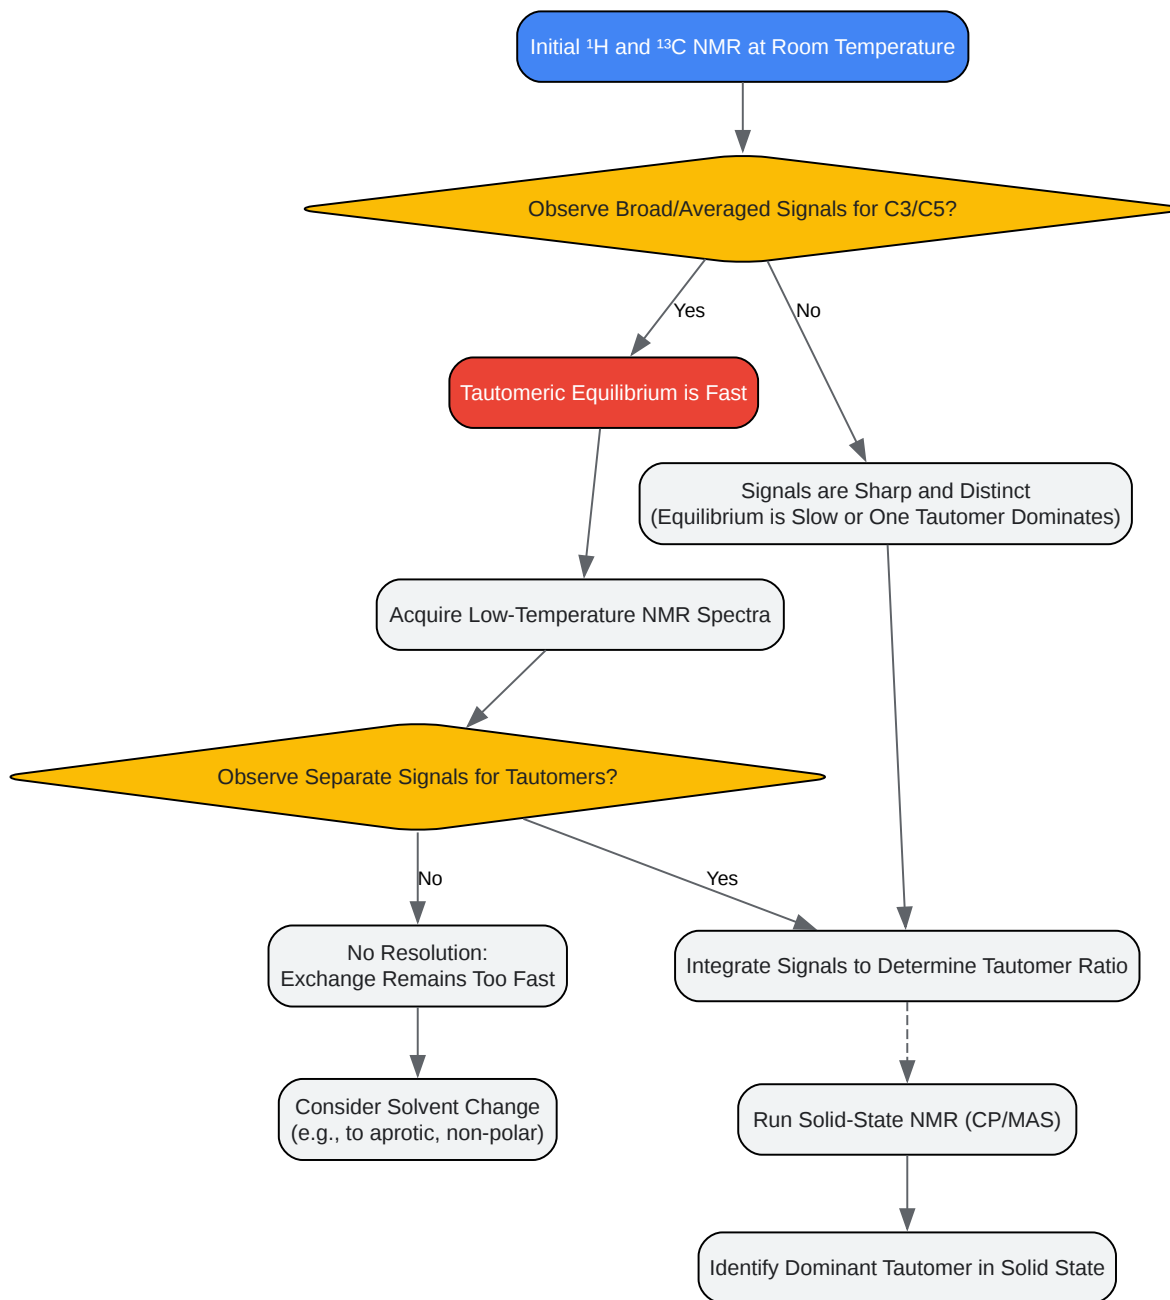 Initial ¹H and ¹³C NMR at Room Temperature
Observe Broad/Averaged Signals for C3/C5?
Yes
No
Tautomeric Equilibrium is Fast
Signals are Sharp and Distinct
(Equilibrium is Slow or One Tautomer Dominates)
Acquire Low-Temperature NMR Spectra
Observe Separate Signals for Tautomers?
No
Yes
No Resolution:
Exchange Remains Too Fast
Integrate Signals to Determine Tautomer Ratio
Consider Solvent Change
(e.g., to aprotic, non-polar)
Run Solid-State NMR (CP/MAS)
Identify Dominant Tautomer in Solid State